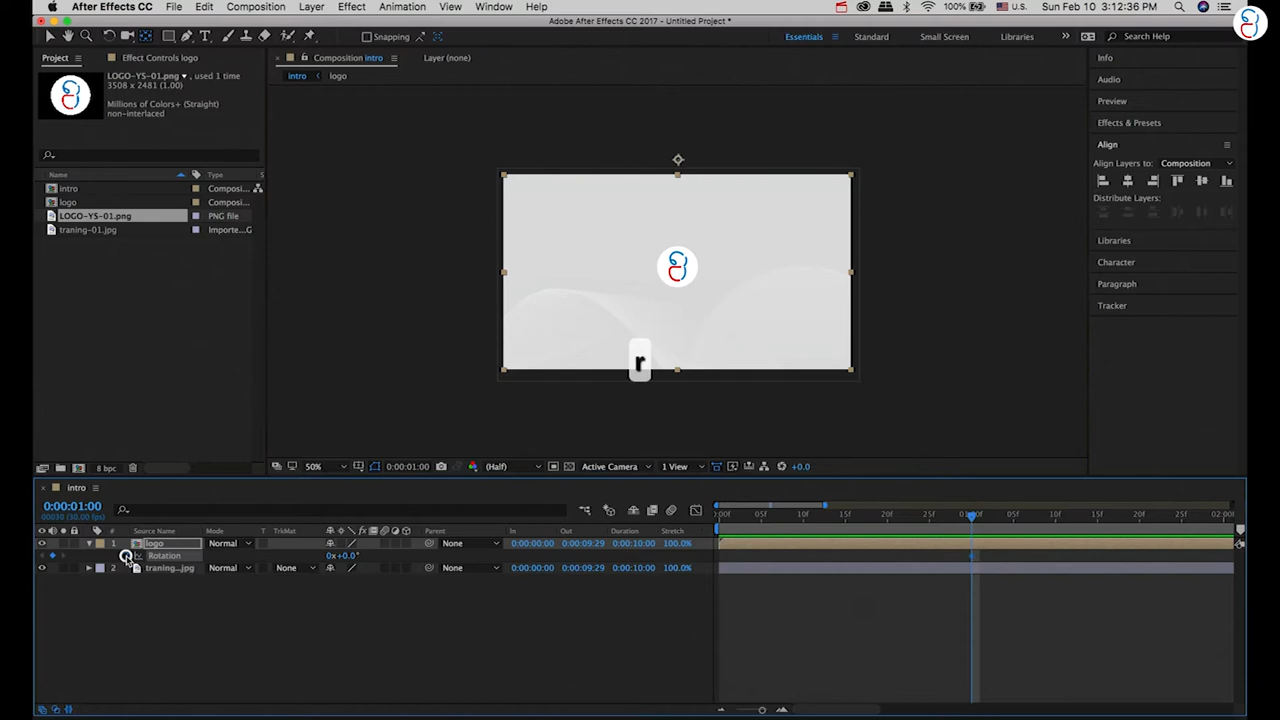 After Effects CC File Edit Composition Layer Effect Animation View Window Help 100% U.S. Sun Feb 10 3:12:36 PM
Adobe After Effects CC 2017 - Untitled Project *
Snapping Essentials Standard Small Screen Libraries Search Help
Project Effect Controls logo Composition intro Layer (none)
LOGO-YS-01.png ▾, used 1 time
3508 x 2481 (1.00)
Millions of Colors+ (Straight)
non-interlaced
intro logo
Name Type S
intro Composi...
logo Composi...
LOGO-YS-01.png PNG file
traning-01.jpg Importe...G
Info
Audio
Preview
Effects & Presets
Align
Align Layers to: Composition
Distribute Layers:
Libraries
Character
Paragraph
Tracker
r
8 bpc
50% 0:00:01:00 (Half) Active Camera 1 View +0.0
intro
0:00:01:00
00030 (30.00 fps)
:00f 05f 10f 15f 20f 25f 01:00f 05f 10f 15f 20f 25f 02:00f
# Source Name Mode T TrkMat Parent In Out Duration Stretch
1 logo Normal None 0:00:00:00 0:00:09:29 0:00:10:00 100.0%
Rotation 0x+0.0°
2 traning...jpg Normal None None 0:00:00:00 0:00:09:29 0:00:10:00 100.0%